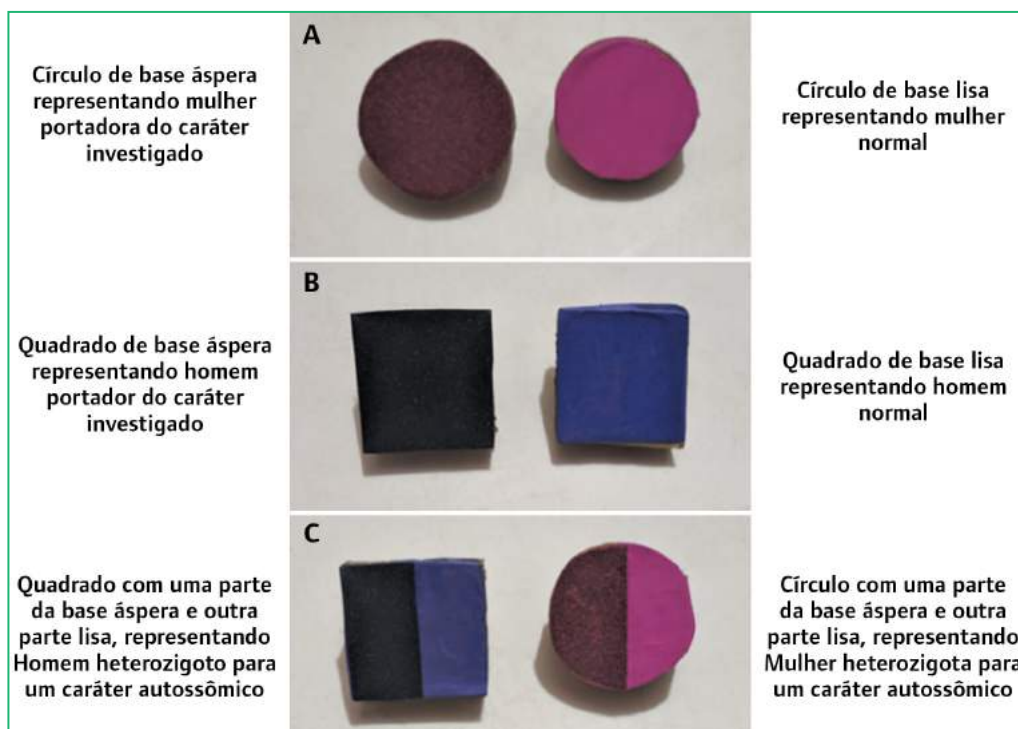 A
Círculo de base áspera
representando mulher
portadora do caráter
investigado
Círculo de base lisa
representando mulher
normal
B
Quadrado de base áspera
representando homem
portador do caráter
investigado
Quadrado de base lisa
representando homem
normal
C
Quadrado com uma parte
da base áspera e outra
parte lisa, representando
Homem heterozigoto para
um caráter autossômico
Círculo com uma parte
da base áspera e outra
parte lisa, representando
Mulher heterozigota para
um caráter autossômico